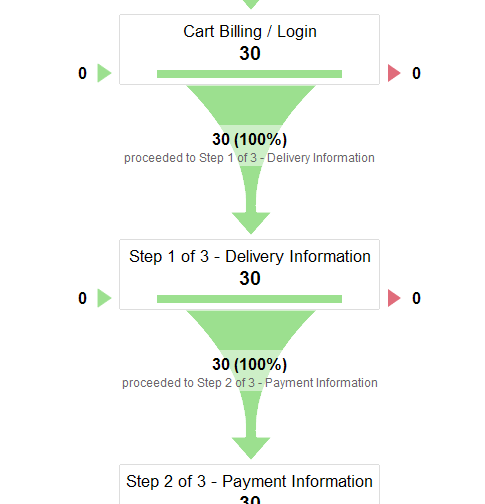 Cart Billing / Login
30
0
0
30 (100%)
proceeded to Step 1 of 3 - Delivery Information
Step 1 of 3 - Delivery Information
30
0
0
30 (100%)
proceeded to Step 2 of 3 - Payment Information
Step 2 of 3 - Payment Information
30